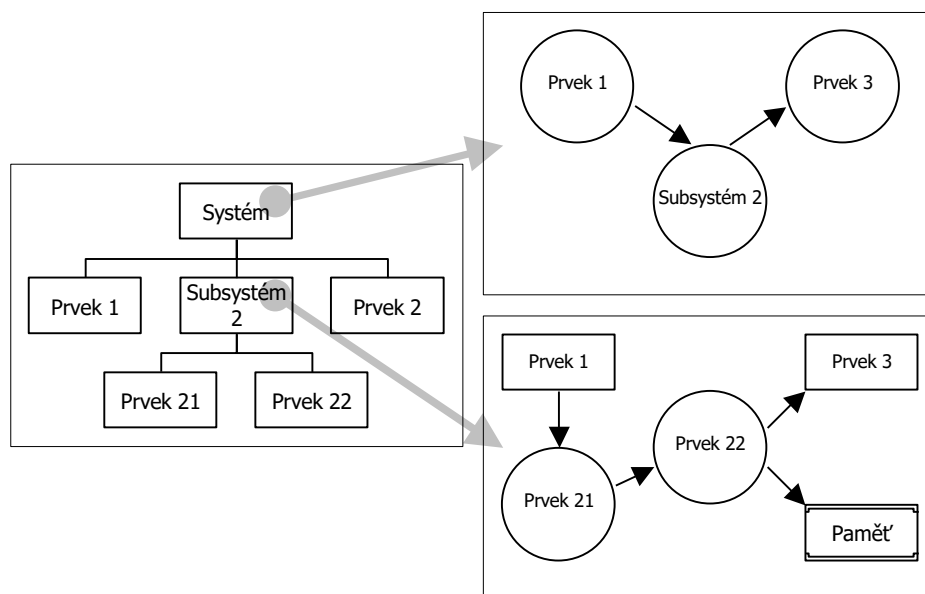 Systém
Prvek 1
Subsystém
2
Prvek 2
Prvek 21
Prvek 22
Prvek 1
Prvek 3
Subsystém 2
Prvek 1
Prvek 3
Prvek 22
Prvek 21
Paměť